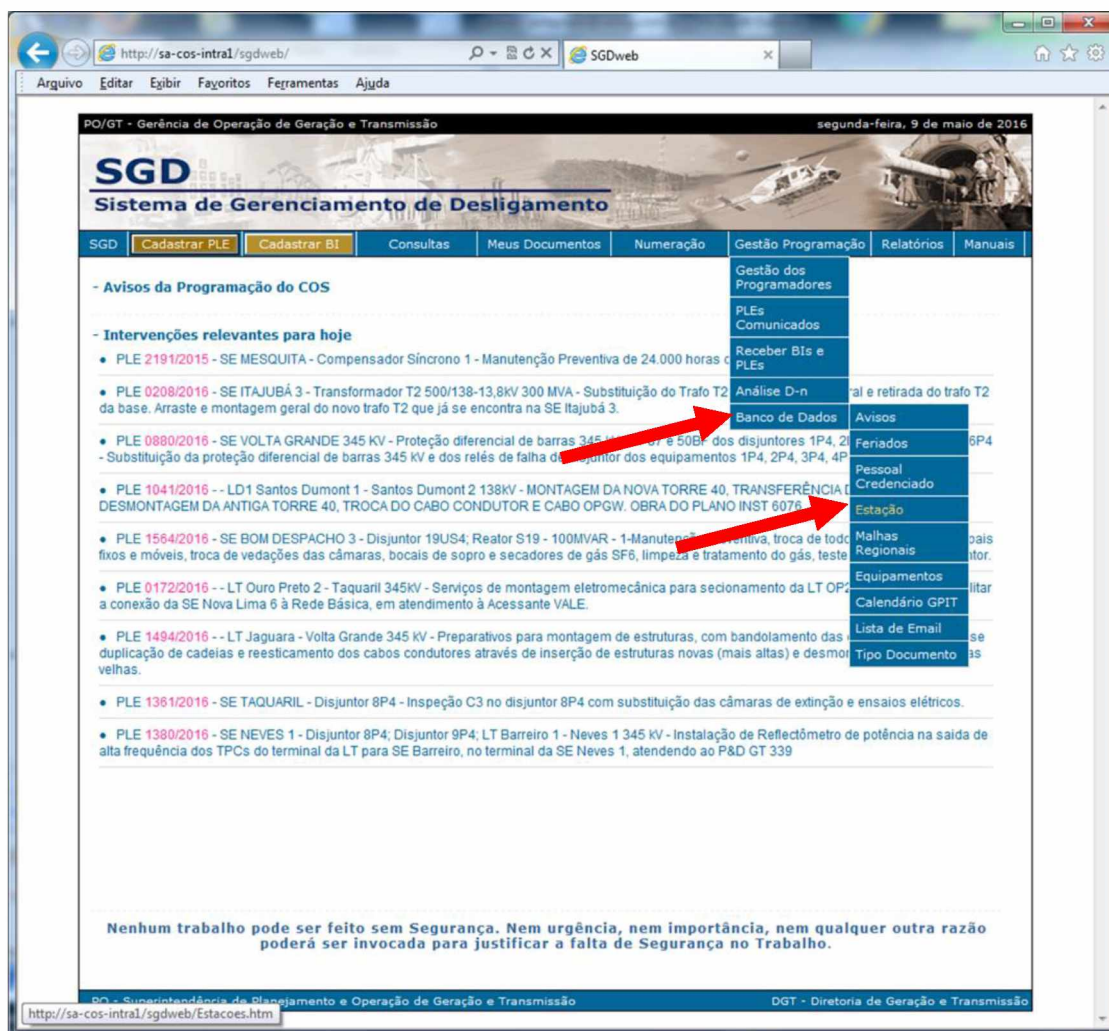 http://sa-cos-intra1/sgdweb/
SGDweb
Arquivo Editar Exibir Favoritos Ferramentas Ajuda
PO/GT - Gerência de Operação de Geração e Transmissão
segunda-feira, 9 de maio de 2016
SGD
Sistema de Gerenciamento de Desligamento
SGD Cadastrar PLE Cadastrar BI Consultas Meus Documentos Numeração Gestão Programação Relatórios Manuais
Gestão dos
Programadores
PLEs
Comunicados
Receber BIs e
PLEs
Análise D-n
Banco de Dados
Avisos
Feriados
Pessoal
Credenciado
Estação
Malhas
Regionais
Equipamentos
Calendário GPIT
Lista de Email
Tipo Documento
- Avisos da Programação do COS
- Intervenções relevantes para hoje
• PLE 2191/2015 - SE MESQUITA - Compensador Síncrono 1 - Manutenção Preventiva de 24.000 horas
• PLE 0208/2016 - SE ITAJUBÁ 3 - Transformador T2 500/138-13,8kV 300 MVA - Substituição do Trafo T2 e retirada do trafo T2
da base. Arraste e montagem geral do novo trafo T2 que já se encontra na SE Itajubá 3.
• PLE 0880/2016 - SE VOLTA GRANDE 345 KV - Proteção diferencial de barras 345 e 50BF dos disjuntores 1P4, 6P4
- Substituição da proteção diferencial de barras 345 kV e dos relés de falha de disjuntor dos equipamentos 1P4, 2P4, 3P4, 4P
• PLE 1041/2016 - - LD1 Santos Dumont 1 - Santos Dumont 2 138kV - MONTAGEM DA NOVA TORRE 40, TRANSFERÊNCIA
DESMONTAGEM DA ANTIGA TORRE 40, TROCA DO CABO CONDUTOR E CABO OPGW. OBRA DO PLANO INST 6076
• PLE 1564/2016 - SE BOM DESPACHO 3 - Disjuntor 19US4; Reator S19 - 100MVAR - 1-Manutenção troca de
fixos e móveis, troca de vedações das câmaras, bocais de sopro e secadores de gás SF6, limpeza e tratamento do gás, teste
• PLE 0172/2016 - - LT Ouro Preto 2 - Taquaril 345kV - Serviços de montagem eletromecânica para secionamento da LT
a conexão da SE Nova Lima 6 à Rede Básica, em atendimento à Acessante VALE.
• PLE 1494/2016 - - LT Jaguara - Volta Grande 345 kV - Preparativos para montagem de estruturas, com bandolamento das se
duplicação de cadeias e reesticamento dos cabos condutores através de inserção de estruturas novas (mais altas) e
velhas.
• PLE 1361/2016 - SE TAQUARIL - Disjuntor 8P4 - Inspeção C3 no disjuntor 8P4 com substituição das câmaras de extinção e ensaios elétricos.
• PLE 1380/2016 - SE NEVES 1 - Disjuntor 8P4; Disjuntor 9P4; LT Barreiro 1 - Neves 1 345 kV - Instalação de Reflectômetro de potência na saida de
alta frequência dos TPCs do terminal da LT para SE Barreiro, no terminal da SE Neves 1, atendendo ao P&D GT 339
Nenhum trabalho pode ser feito sem Segurança. Nem urgência, nem importância, nem qualquer outra razão
poderá ser invocada para justificar a falta de Segurança no Trabalho.
PO - Superintendência de Planejamento e Operação de Geração e Transmissão
DGT - Diretoria de Geração e Transmissão
http://sa-cos-intra1/sgdweb/Estacoes.htm